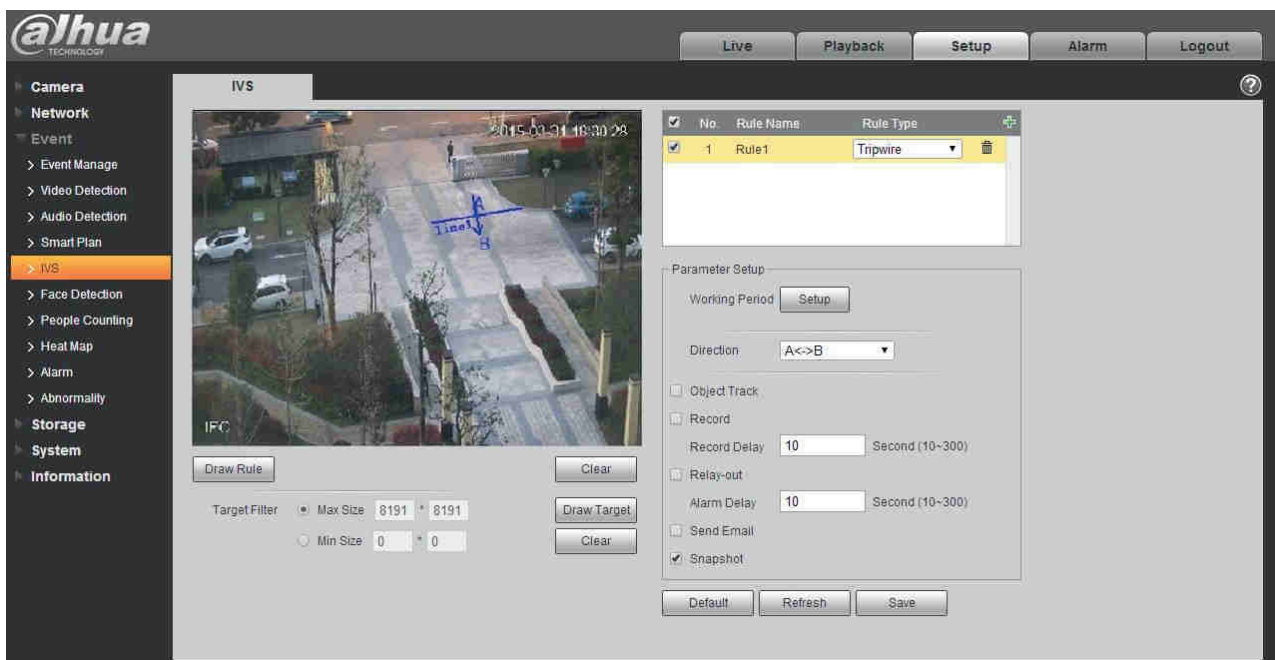 alhua
TECHNOLOGY
Live Playback Setup Alarm Logout
Camera
Network
Event
Event Manage
Video Detection
Audio Detection
Smart Plan
IVS
Face Detection
People Counting
Heat Map
Alarm
Abnormality
Storage
System
Information
IVS
?
2015-03-31 18:30:28
A
line1
B
IPC
Draw Rule Clear
Target Filter Max Size 8191 * 8191 Draw Target
Min Size 0 * 0 Clear
No. Rule Name Rule Type
1 Rule1 Tripwire
Parameter Setup
Working Period Setup
Direction A<->B
Object Track
Record
Record Delay 10 Second (10~300)
Relay-out
Alarm Delay 10 Second (10~300)
Send Email
Snapshot
Default Refresh Save